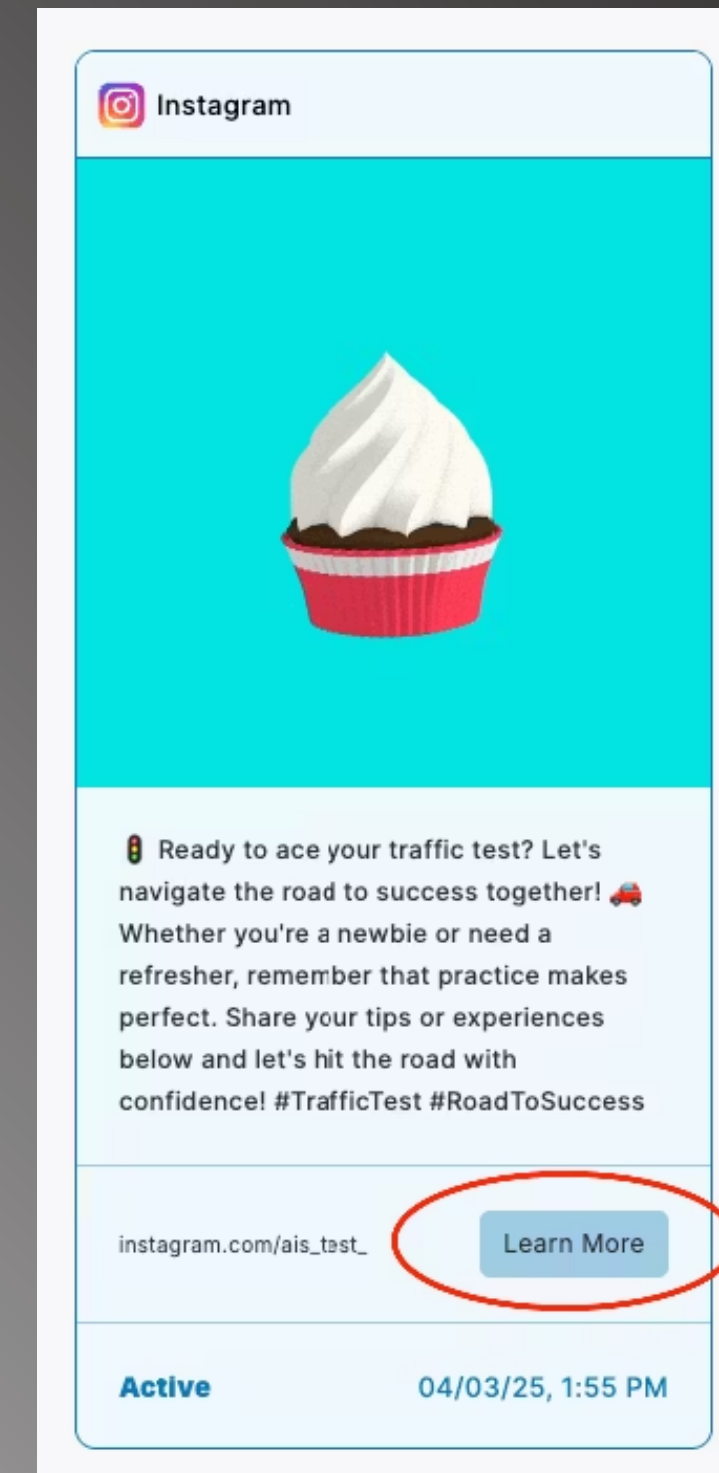 Instagram
🚦 Ready to ace your traffic test? Let's
navigate the road to success together! 🚗
Whether you're a newbie or need a
refresher, remember that practice makes
perfect. Share your tips or experiences
below and let's hit the road with
confidence! #TrafficTest #RoadToSuccess
instagram.com/ais_test_
Learn More
Active
04/03/25, 1:55 PM